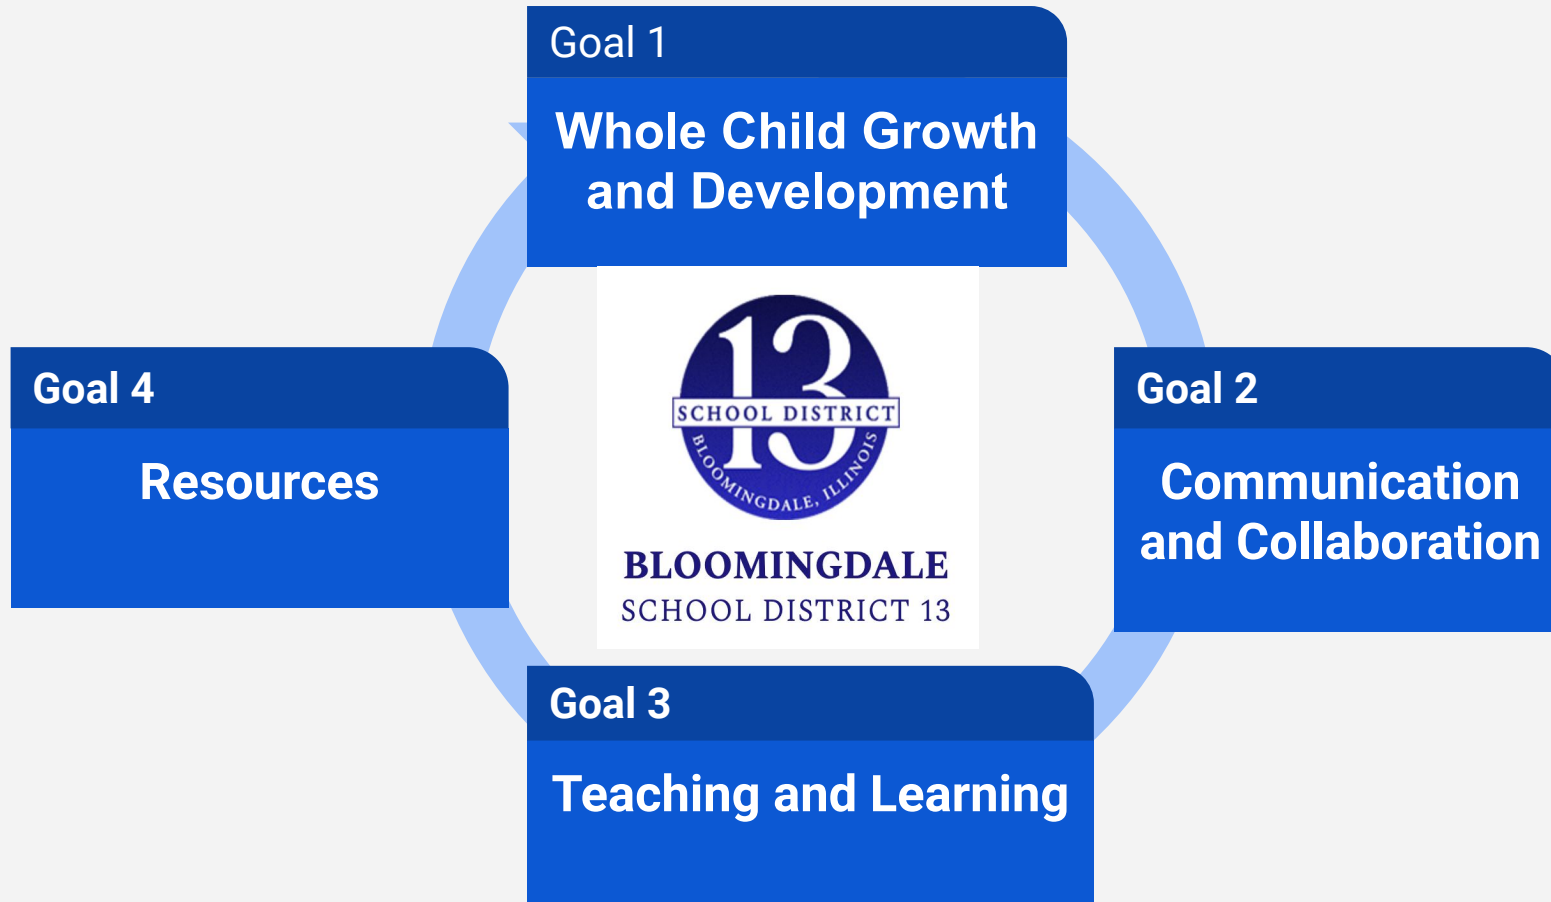 Goal 1
Whole Child Growth
and Development
Goal 4
Resources
13
SCHOOL DISTRICT
BLOOMINGDALE, ILLINOIS
BLOOMINGDALE
SCHOOL DISTRICT 13
Goal 2
Communication
and Collaboration
Goal 3
Teaching and Learning